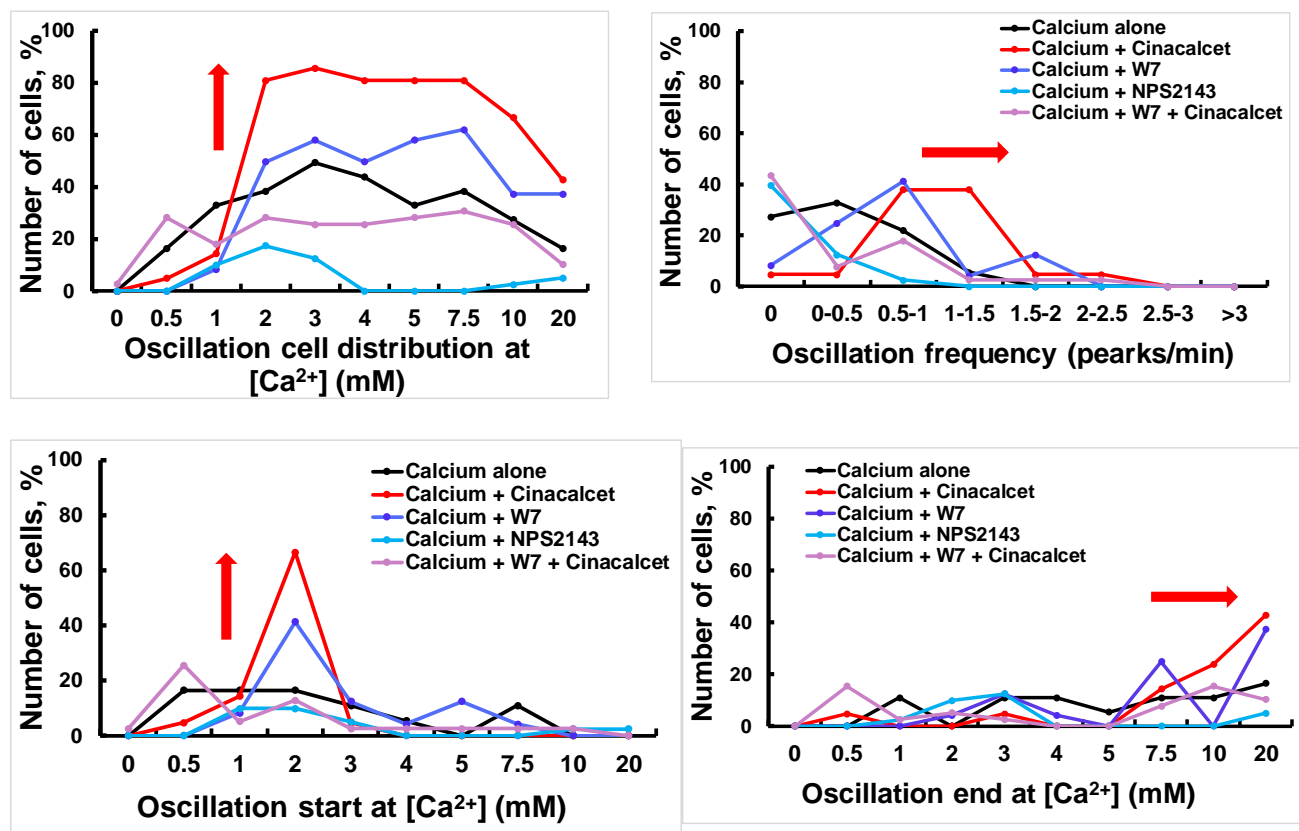 Number of cells, %
100
80
60
40
20
0
0 0.5 1 2 3 4 5 7.5 10 20
Oscillation cell distribution at
[Ca²⁺] (mM)
Number of cells, %
100
80
60
40
20
0
Calcium alone
Calcium + Cinacalcet
Calcium + W7
Calcium + NPS2143
Calcium + W7 + Cinacalcet
0 0-0.5 0.5-1 1-1.5 1.5-2 2-2.5 2.5-3 >3
Oscillation frequency (pearks/min)
Number of cells, %
100
80
60
40
20
0
Calcium alone
Calcium + Cinacalcet
Calcium + W7
Calcium + NPS2143
Calcium + W7 + Cinacalcet
0 0.5 1 2 3 4 5 7.5 10 20
Oscillation start at [Ca²⁺] (mM)
Number of cells, %
100
80
60
40
20
0
Calcium alone
Calcium + Cinacalcet
Calcium + W7
Calcium + NPS2143
Calcium + W7 + Cinacalcet
0 0.5 1 2 3 4 5 7.5 10 20
Oscillation end at [Ca²⁺] (mM)